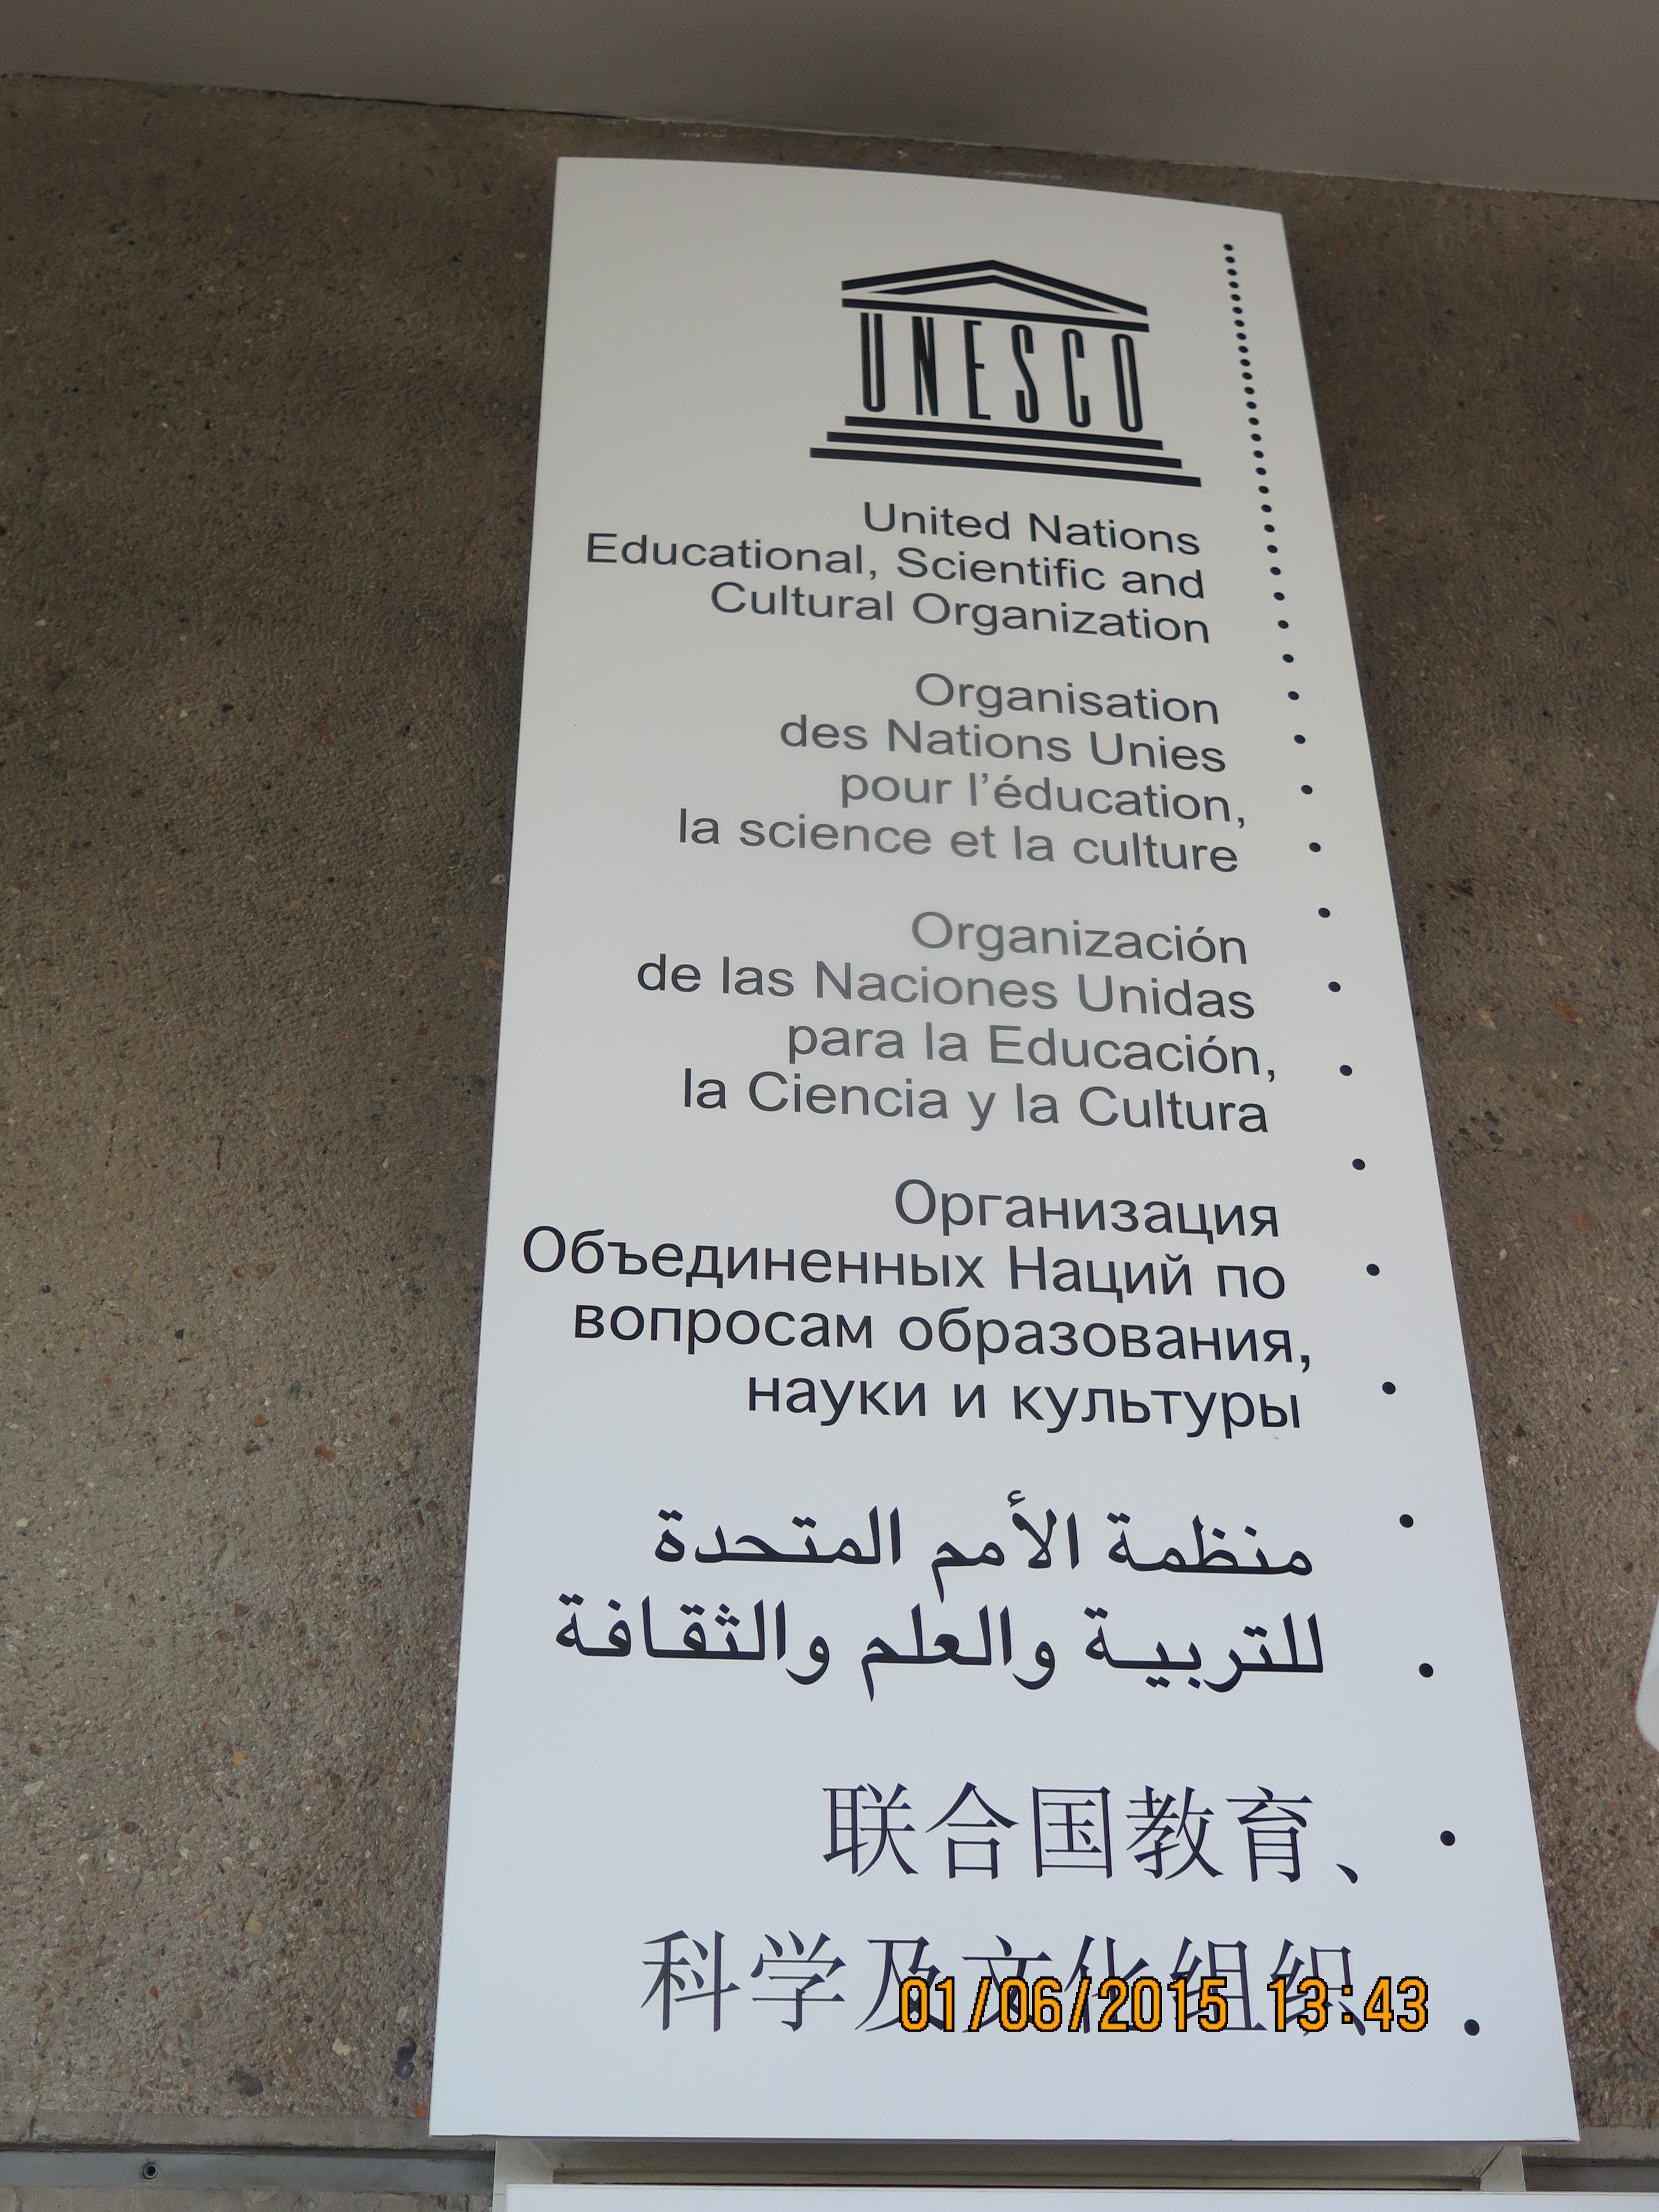 UNESCO
United Nations
Educational, Scientific and
Cultural Organization
Organisation
des Nations Unies
pour l'éducation,
la science et la culture
Organización
de las Naciones Unidas
para la Educación,
la Ciencia y la Cultura
Организация
Объединенных Наций по
вопросам образования,
науки и культуры
منظمة الأمم المتحدة
للتربية والعلم والثقافة
联合国教育、
科学及文化组织
01/06/2015 13:43